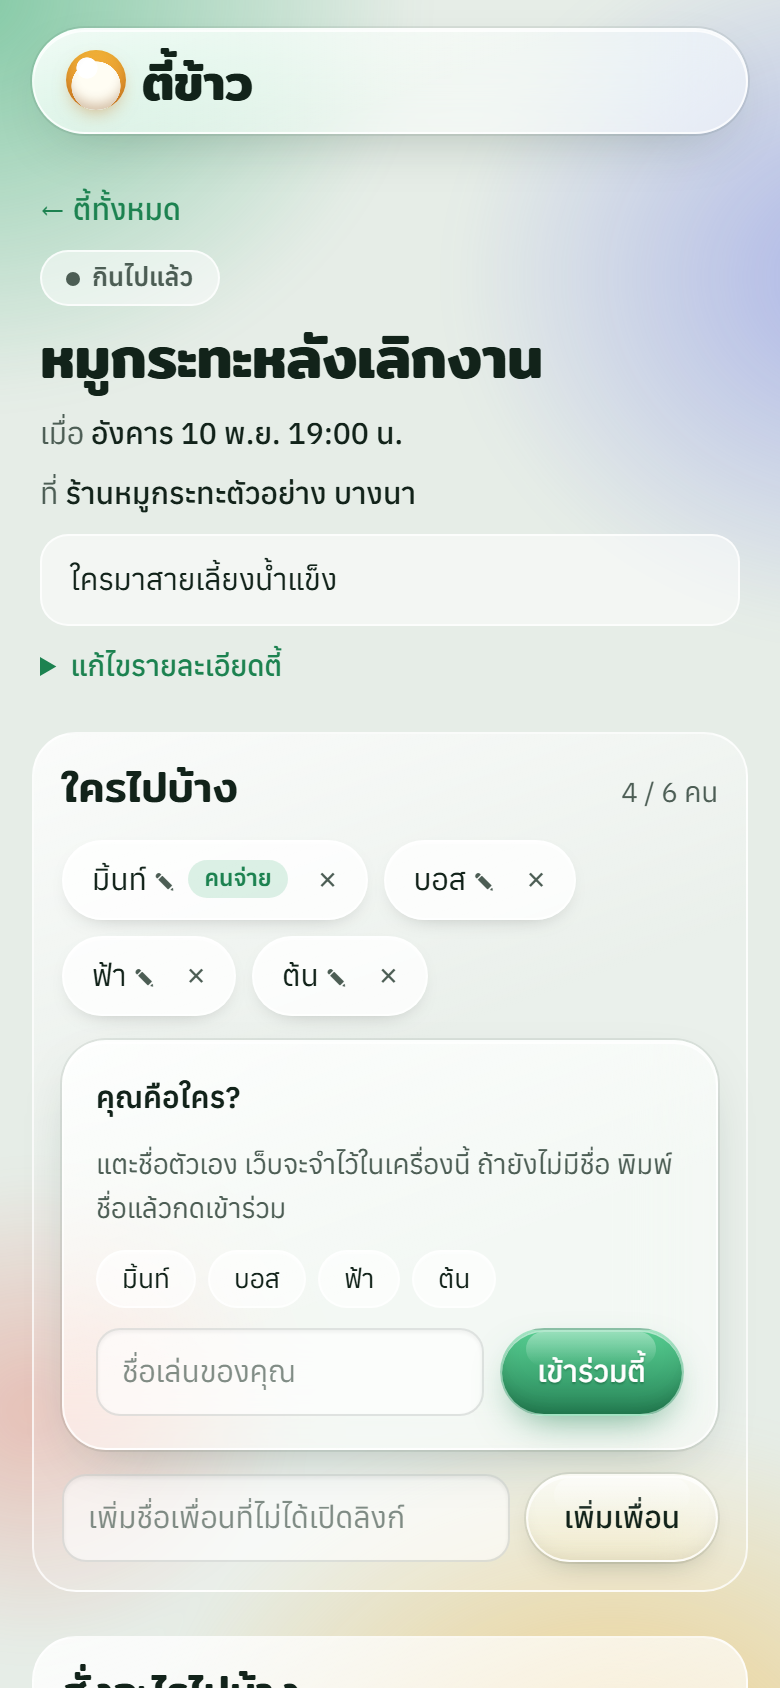 ตี้ข้าว
← ตี้ทั้งหมด
กินไปแล้ว
หมูกระทะหลังเลิกงาน
เมื่อ อังคาร 10 พ.ย. 19:00 น.
ที่ ร้านหมูกระทะตัวอย่าง บางนา
ใครมาสายเลี้ยงน้ำแข็ง
▶ แก้ไขรายละเอียดตี้
ใครไปบ้าง 4 / 6 คน
มิ้นท์ คนจ่าย × บอส ×
ฟ้า × ต้น ×
คุณคือใคร?
แตะชื่อตัวเอง เว็บจะจำไว้ในเครื่องนี้ ถ้ายังไม่มีชื่อ พิมพ์
ชื่อแล้วกดเข้าร่วม
มิ้นท์ บอส ฟ้า ต้น
ชื่อเล่นของคุณ เข้าร่วมตี้
เพิ่มชื่อเพื่อนที่ไม่ได้เปิดลิงก์ เพิ่มเพื่อน
สั่งอะไรไปบ้าง